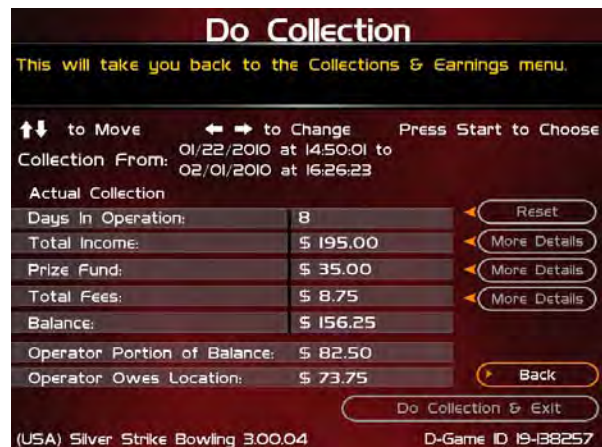 Do Collection
This will take you back to the Collections & Earnings menu.
to Move to Change Press Start to Choose
Collection From: 01/22/2010 at 14:50:01 to
02/01/2010 at 16:26:23
Actual Collection
Days In Operation: 8 Reset
Total Income: $ 195.00 More Details
Prize Fund: $ 35.00 More Details
Total Fees: $ 8.75 More Details
Balance: $ 156.25
Operator Portion of Balance: $ 82.50
Operator Owes Location: $ 73.75 Back
Do Collection & Exit
(USA) Silver Strike Bowling 3.00.04 D-Game ID 19-138257